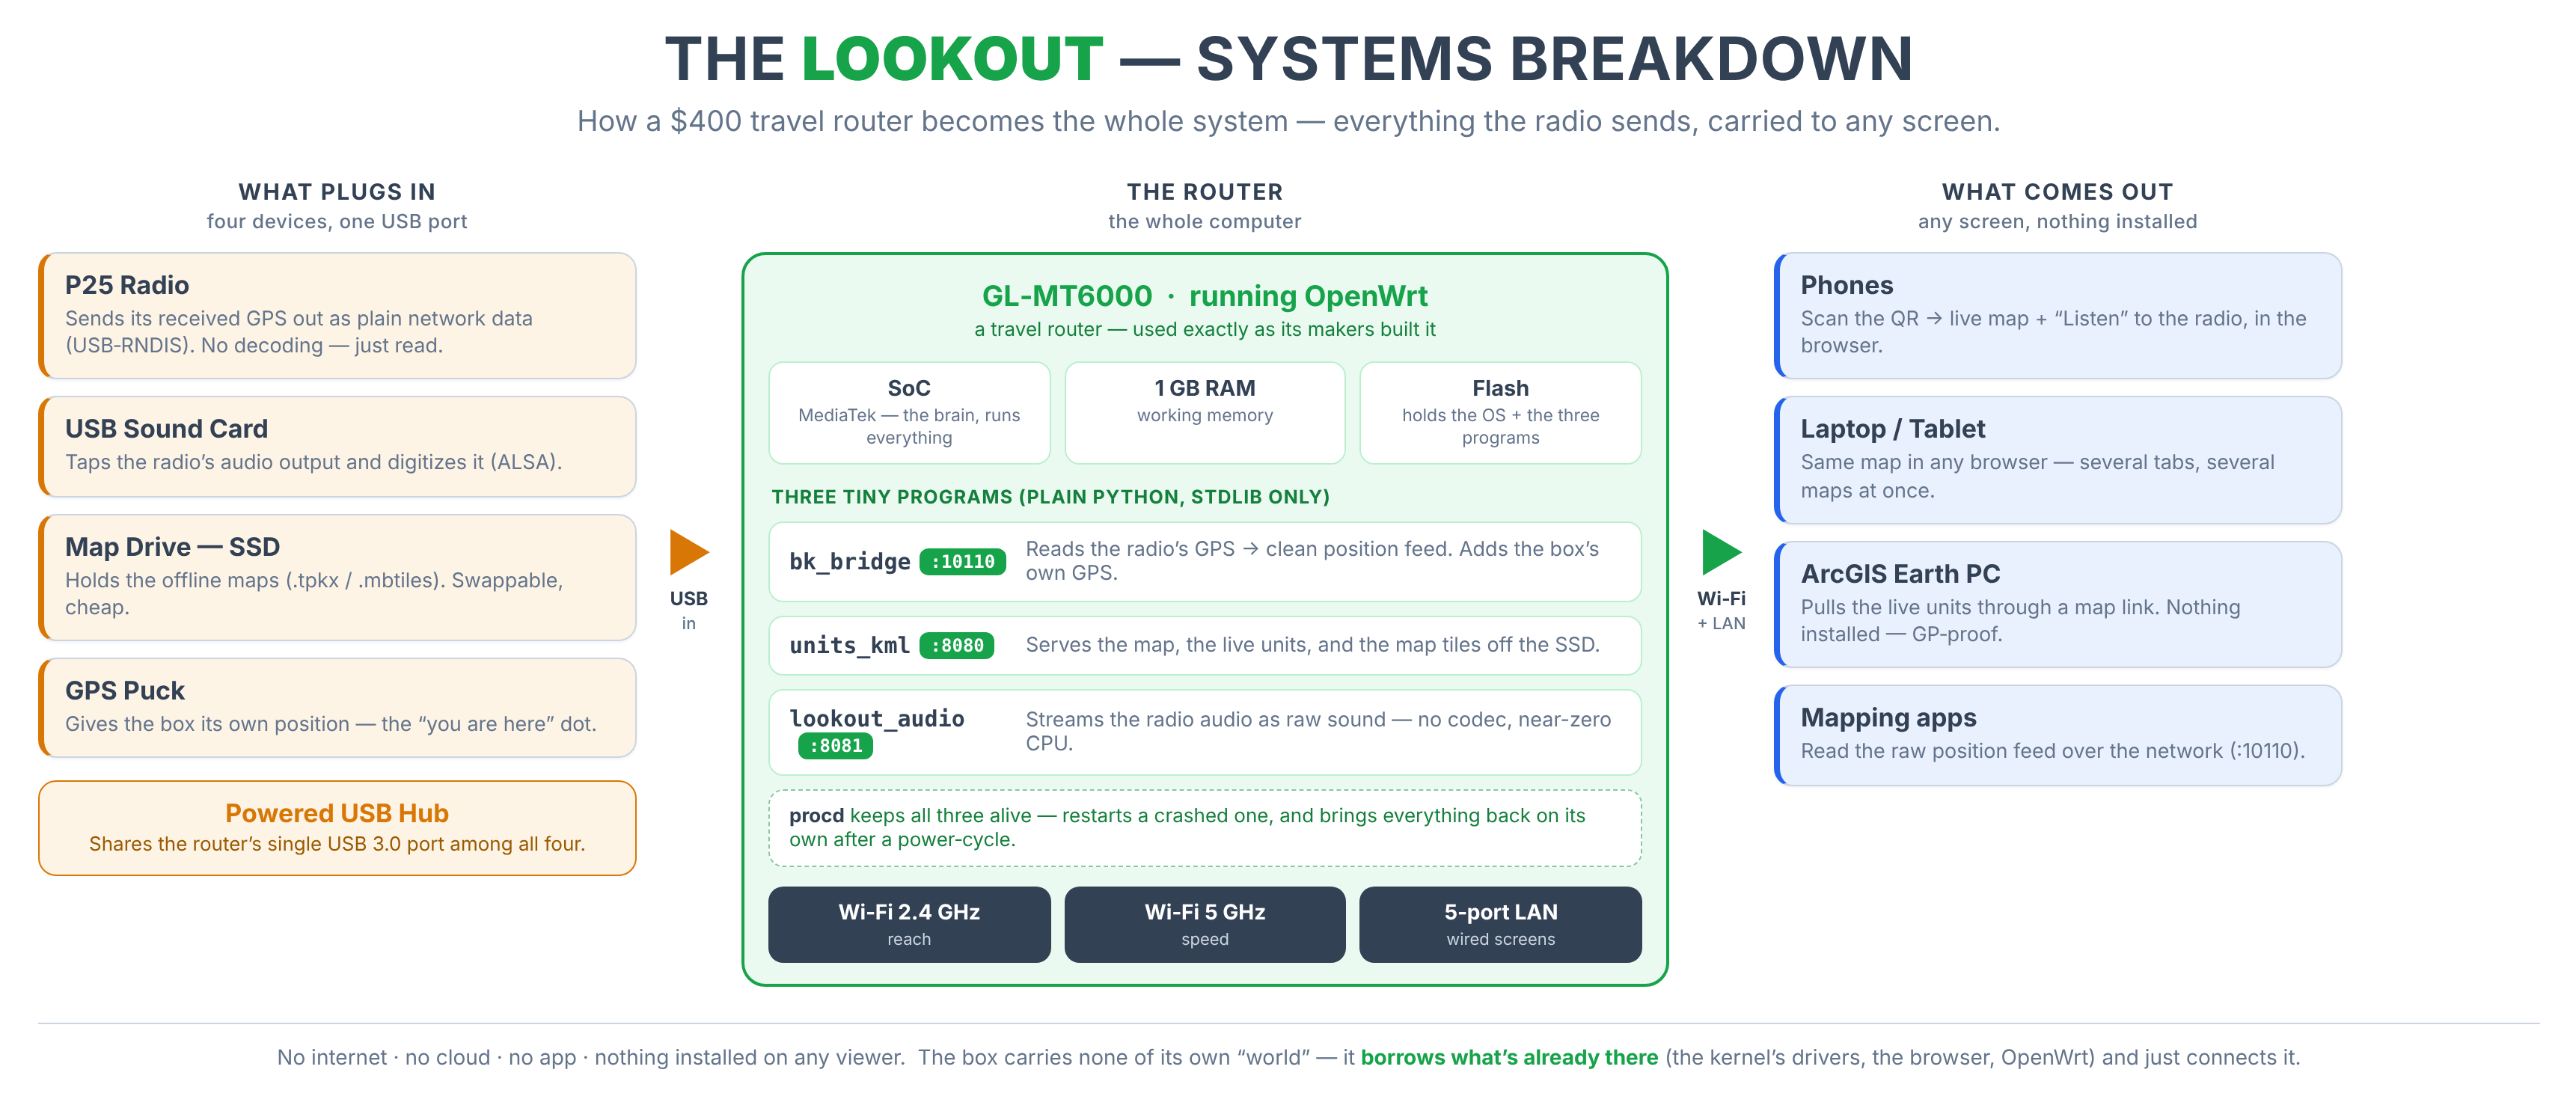 THE LOOKOUT — SYSTEMS BREAKDOWN
How a $400 travel router becomes the whole system — everything the radio sends, carried to any screen.
WHAT PLUGS IN
four devices, one USB port
P25 Radio
Sends its received GPS out as plain network data
(USB-RNDIS). No decoding — just read.
USB Sound Card
Taps the radio’s audio output and digitizes it (ALSA).
Map Drive — SSD
Holds the offline maps (.tpkx / .mbtiles). Swappable,
cheap.
GPS Puck
Gives the box its own position — the “you are here” dot.
Powered USB Hub
Shares the router’s single USB 3.0 port among all four.
USB
in
THE ROUTER
the whole computer
GL-MT6000 · running OpenWrt
a travel router — used exactly as its makers built it
SoC
MediaTek — the brain, runs
everything
1 GB RAM
working memory
Flash
holds the OS + the three
programs
THREE TINY PROGRAMS (PLAIN PYTHON, STDLIB ONLY)
bk_bridge :10110
Reads the radio’s GPS → clean position feed. Adds the box’s
own GPS.
units_kml :8080
Serves the map, the live units, and the map tiles off the SSD.
lookout_audio
:8081
Streams the radio audio as raw sound — no codec, near-zero
CPU.
procd keeps all three alive — restarts a crashed one, and brings everything back on its
own after a power-cycle.
Wi-Fi 2.4 GHz
reach
Wi-Fi 5 GHz
speed
5-port LAN
wired screens
Wi-Fi
+ LAN
WHAT COMES OUT
any screen, nothing installed
Phones
Scan the QR → live map + “Listen” to the radio, in the
browser.
Laptop / Tablet
Same map in any browser — several tabs, several
maps at once.
ArcGIS Earth PC
Pulls the live units through a map link. Nothing
installed — GP-proof.
Mapping apps
Read the raw position feed over the network (:10110).
No internet · no cloud · no app · nothing installed on any viewer. The box carries none of its own “world” — it borrows what’s already there (the kernel’s drivers, the browser, OpenWrt) and just connects it.